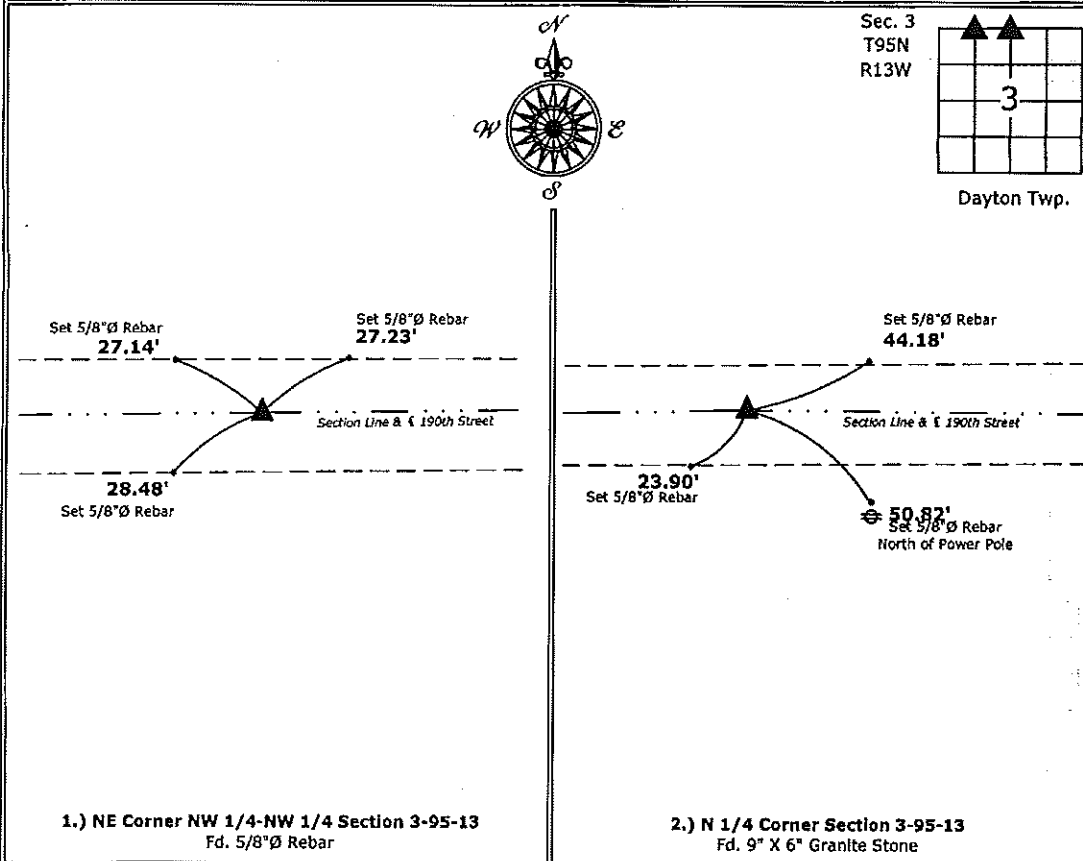 N
W
E
S
Sec. 3
T95N
R13W
3
Dayton Twp.
Set 5/8"Ø Rebar
27.14'
Set 5/8"Ø Rebar
27.23'
Section Line & ℄ 190th Street
28.48'
Set 5/8"Ø Rebar
1.) NE Corner NW 1/4-NW 1/4 Section 3-95-13
Fd. 5/8"Ø Rebar
Set 5/8"Ø Rebar
44.18'
Section Line & ℄ 190th Street
23.90'
Set 5/8"Ø Rebar
50.82'
Set 5/8"Ø Rebar
North of Power Pole
2.) N 1/4 Corner Section 3-95-13
Fd. 9" X 6" Granite Stone